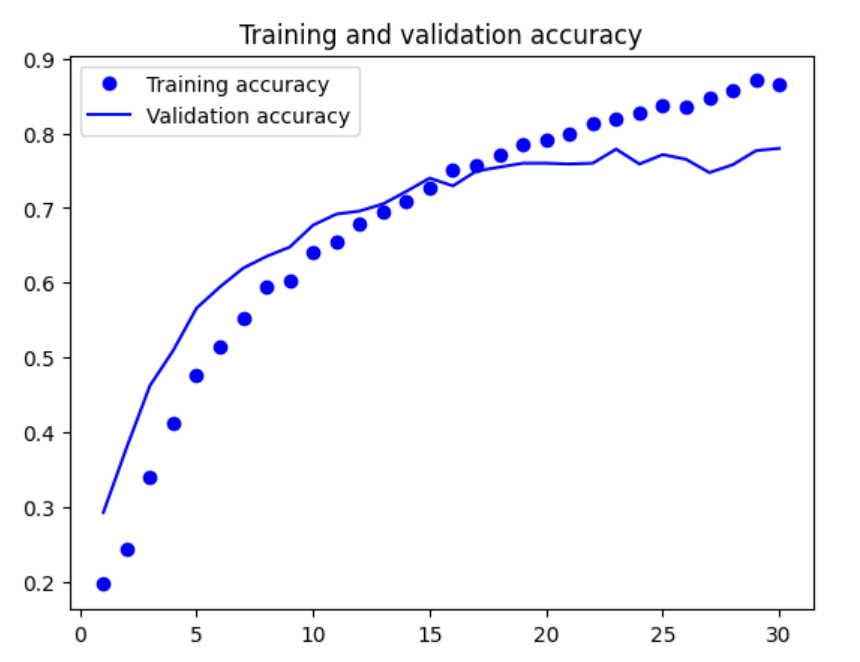 Training and validation accuracy
Training accuracy
Validation accuracy
0.9
0.8
0.7
0.6
0.5
0.4
0.3
0.2
0 5 10 15 20 25 30